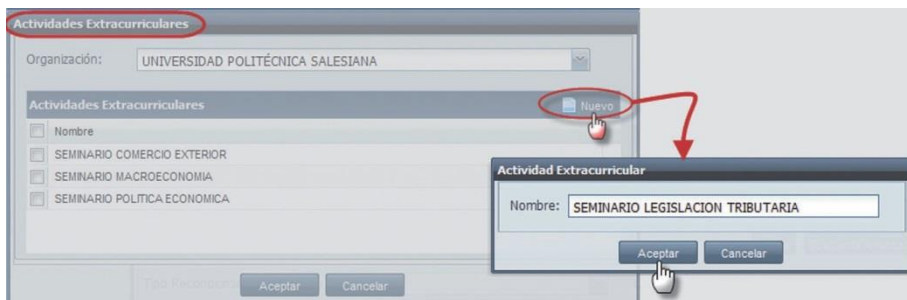 Actividades Extracurriculares
Organización: UNIVERSIDAD POLITÉCNICA SALESIANA
Actividades Extracurriculares Nuevo
Nombre
SEMINARIO COMERCIO EXTERIOR
SEMINARIO MACROECONOMIA
SEMINARIO POLITICA ECONOMICA
Aceptar Cancelar
Actividad Extracurricular
Nombre: SEMINARIO LEGISLACION TRIBUTARIA
Aceptar Cancelar